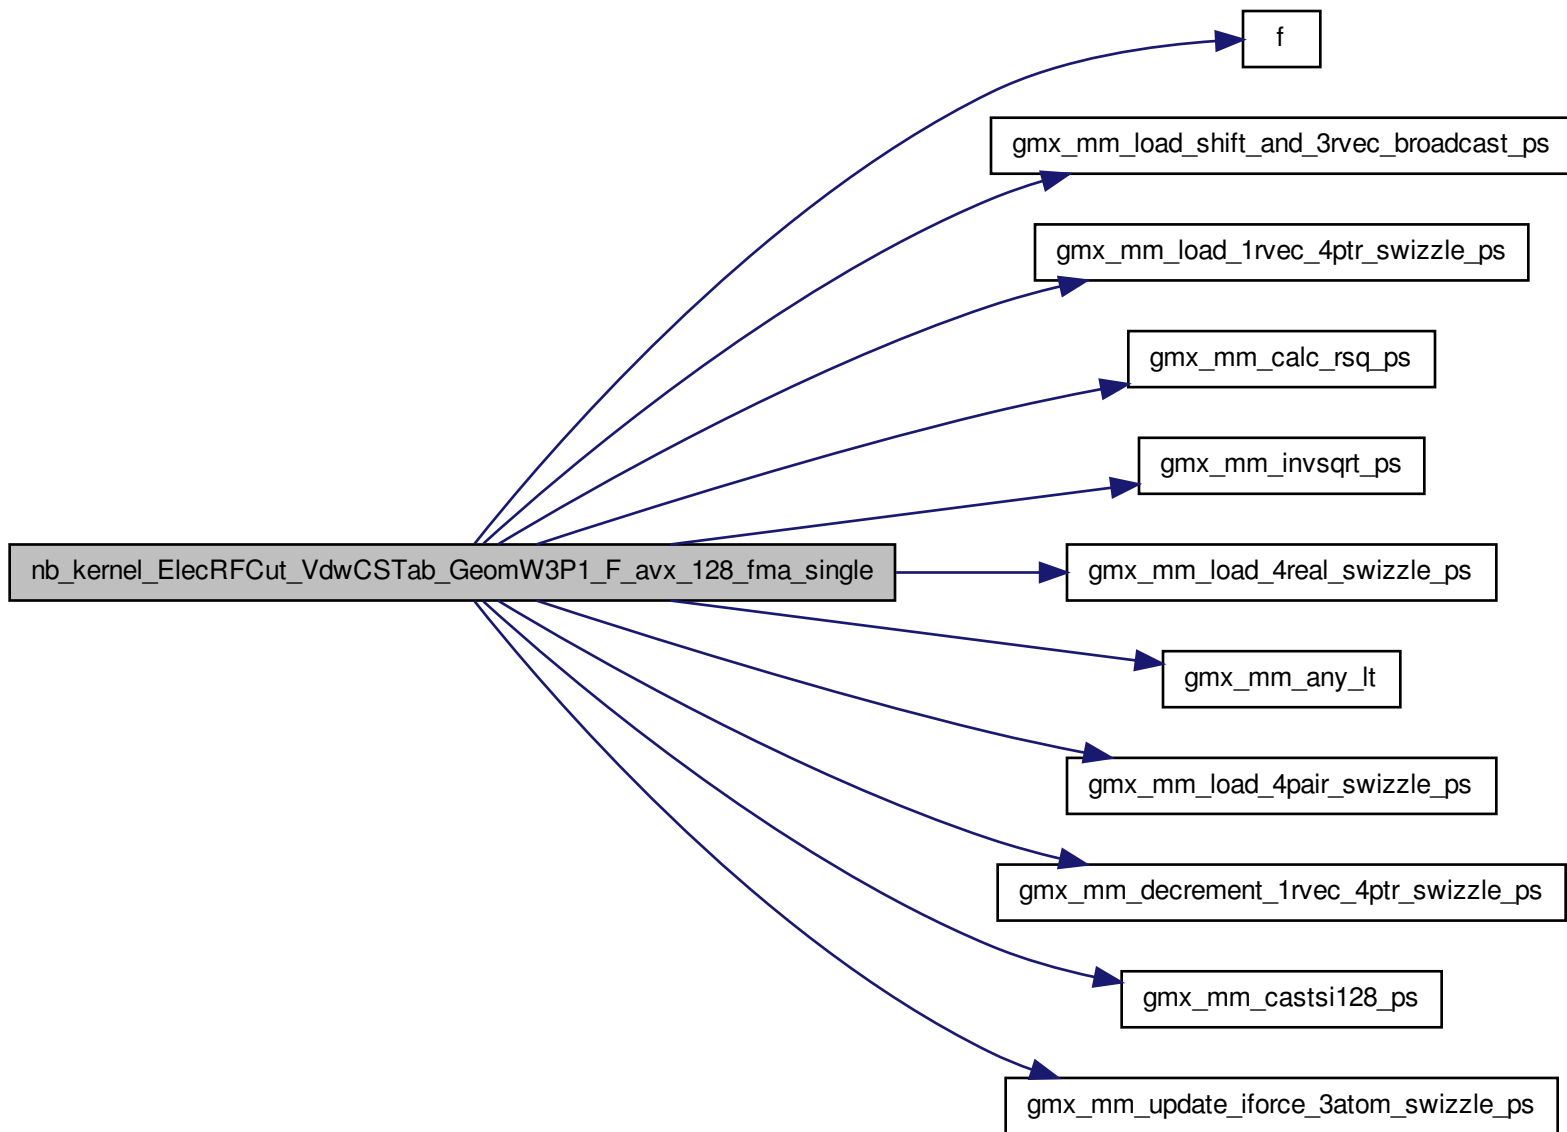 f
gmx_mm_load_shift_and_3rvec_broadcast_ps
gmx_mm_load_1rvec_4ptr_swizzle_ps
gmx_mm_calc_rsq_ps
gmx_mm_invsqrt_ps
nb_kernel_ElecRFCut_VdwCSTab_GeomW3P1_F_avx_128_fma_single
gmx_mm_load_4real_swizzle_ps
gmx_mm_any_lt
gmx_mm_load_4pair_swizzle_ps
gmx_mm_decrement_1rvec_4ptr_swizzle_ps
gmx_mm_castsi128_ps
gmx_mm_update_iforce_3atom_swizzle_ps